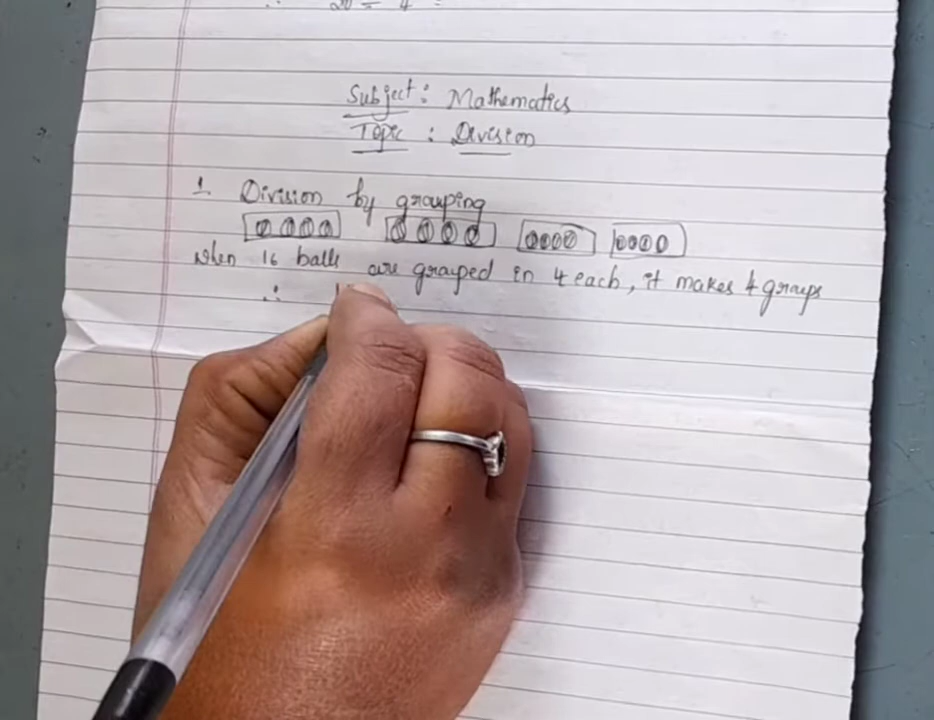 Subject : Mathematics
Topic : Division
1. Division by grouping
when 16 balls are grouped in 4 each, it makes 4 groups
∴